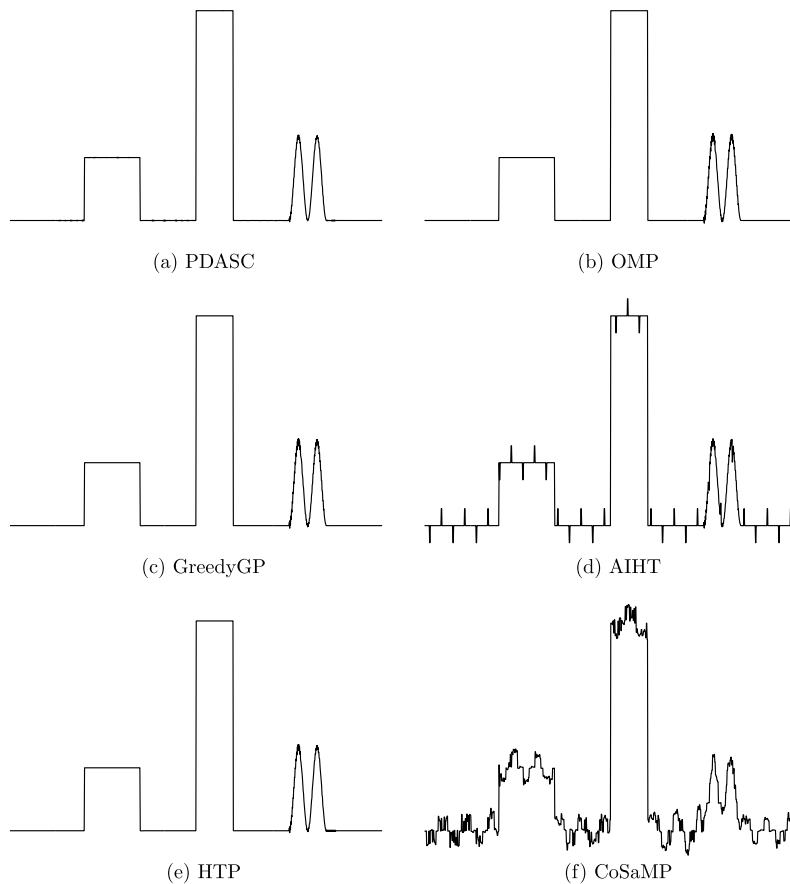 (a) PDASC
(b) OMP
(c) GreedyGP
(d) AIHT
(e) HTP
(f) CoSaMP